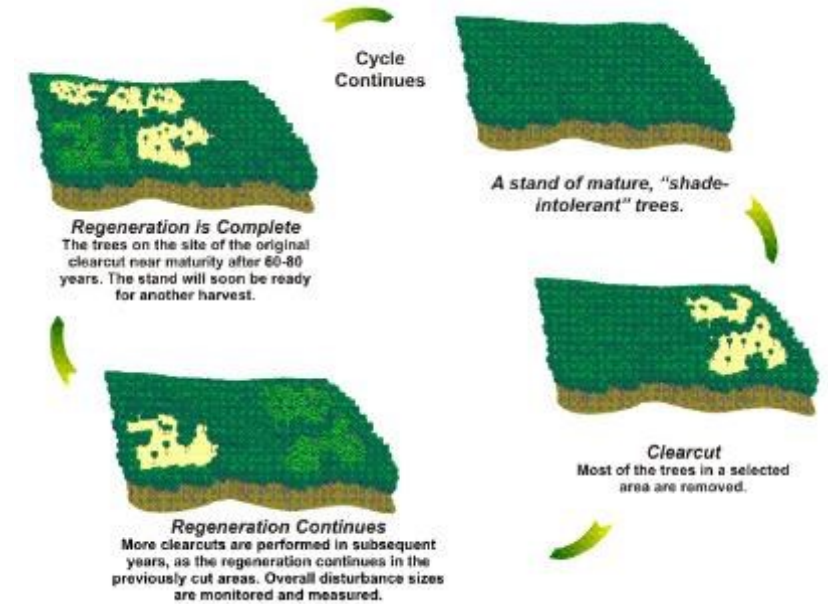 Cycle
Continues
A stand of mature, “shade-
intolerant” trees.
Clearcut
Most of the trees in a selected
area are removed.
Regeneration Continues
More clearcuts are performed in subsequent
years, as the regeneration continues in the
previously cut areas. Overall disturbance sizes
are monitored and measured.
Regeneration is Complete
The trees on the site of the original
clearcut near maturity after 60-80
years. The stand will soon be ready
for another harvest.